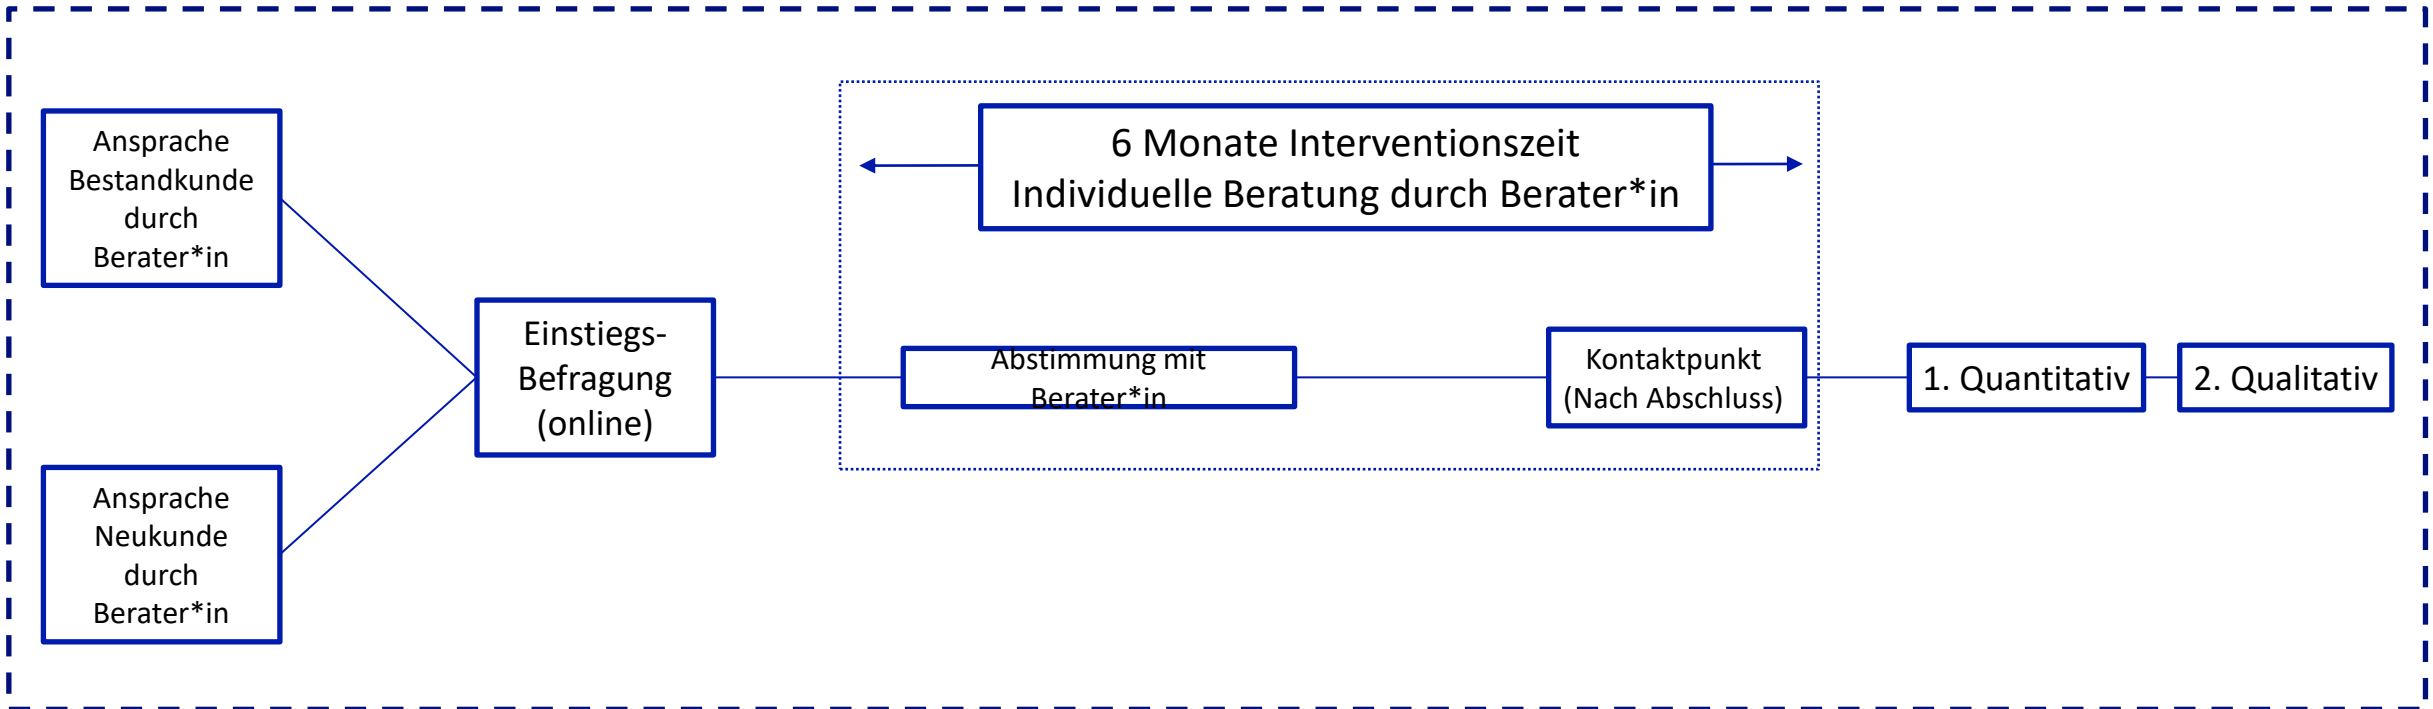 Ansprache
Bestandkunde
durch
Berater*in
Ansprache
Neukunde
durch
Berater*in
Einstiegs-
Befragung
(online)
6 Monate Interventionszeit
Individuelle Beratung durch Berater*in
Abstimmung mit
Berater*in
Kontaktpunkt
(Nach Abschluss)
1. Quantitativ
2. Qualitativ